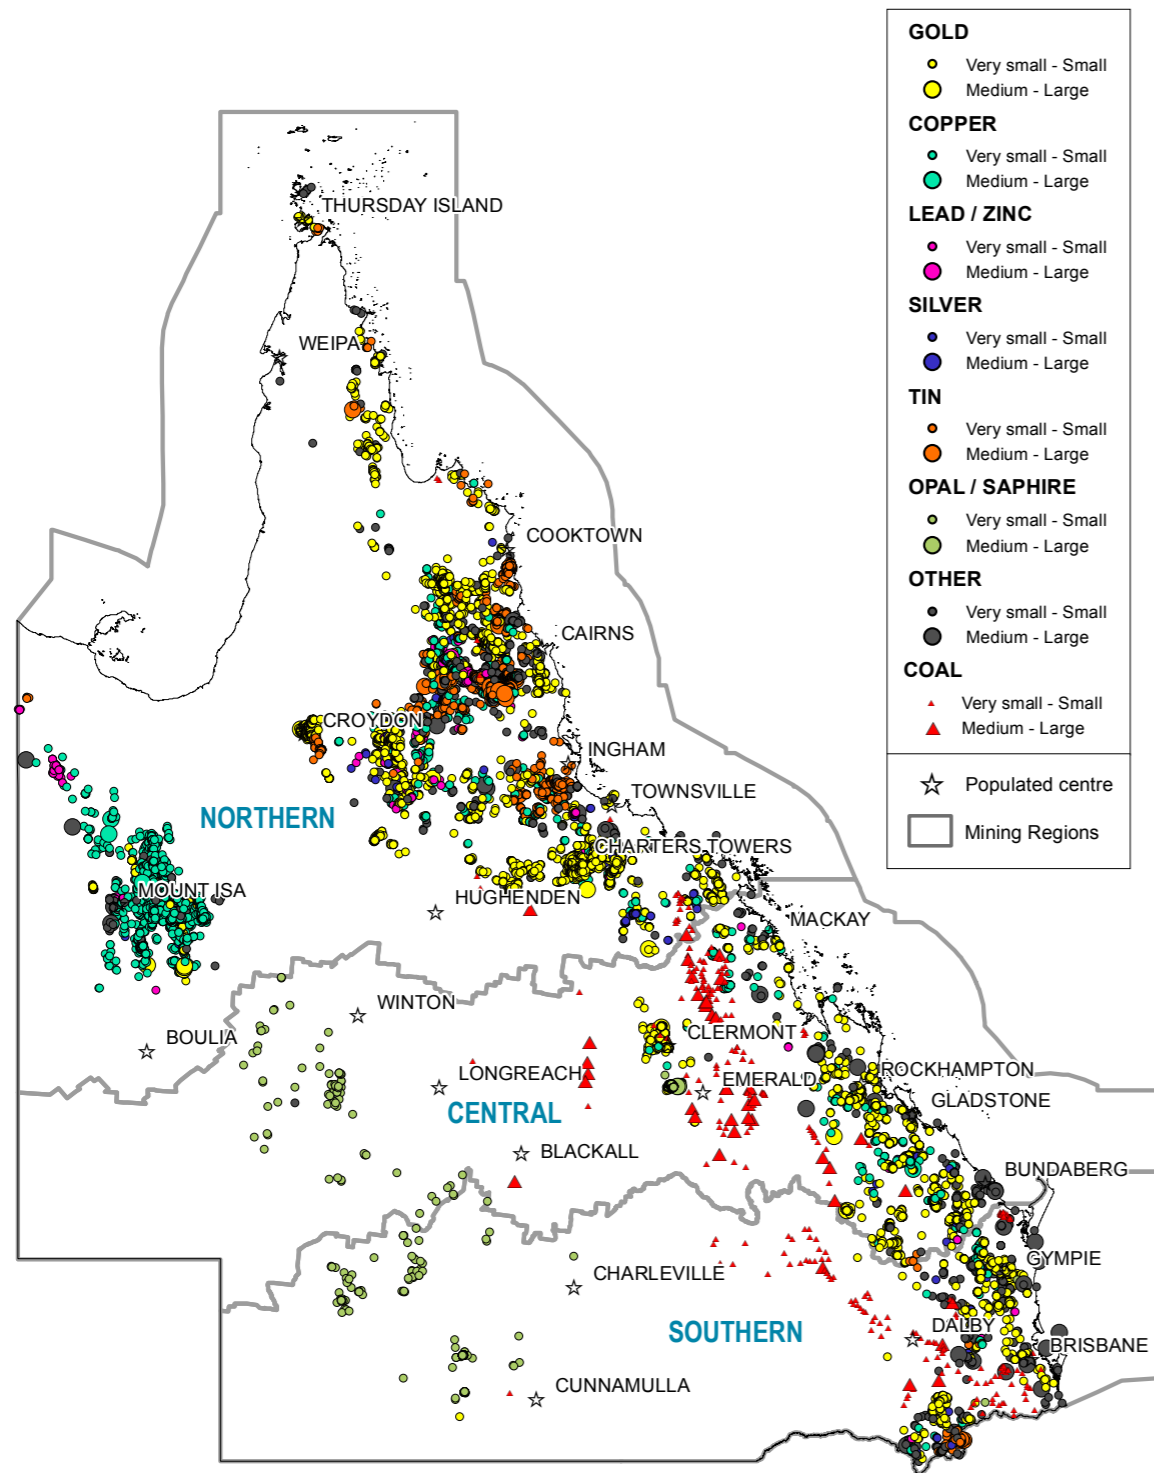 GOLD
Very small - Small
Medium - Large
COPPER
Very small - Small
Medium - Large
LEAD / ZINC
Very small - Small
Medium - Large
SILVER
Very small - Small
Medium - Large
TIN
Very small - Small
Medium - Large
OPAL / SAPHIRE
Very small - Small
Medium - Large
OTHER
Very small - Small
Medium - Large
COAL
Very small - Small
Medium - Large
Populated centre
Mining Regions
THURSDAY ISLAND
WEIPA
COOKTOWN
CAIRNS
CROYDON
INGHAM
TOWNSVILLE
NORTHERN
CHARTERS TOWERS
MOUNT ISA
HUGHENDEN
MACKAY
WINTON
BOULIA
CLERMONT
LONGREACH
EMERALD
ROCKHAMPTON
CENTRAL
GLADSTONE
BLACKALL
BUNDABERG
GYMPIE
CHARLEVILLE
SOUTHERN
DALBY
BRISBANE
CUNNAMULLA